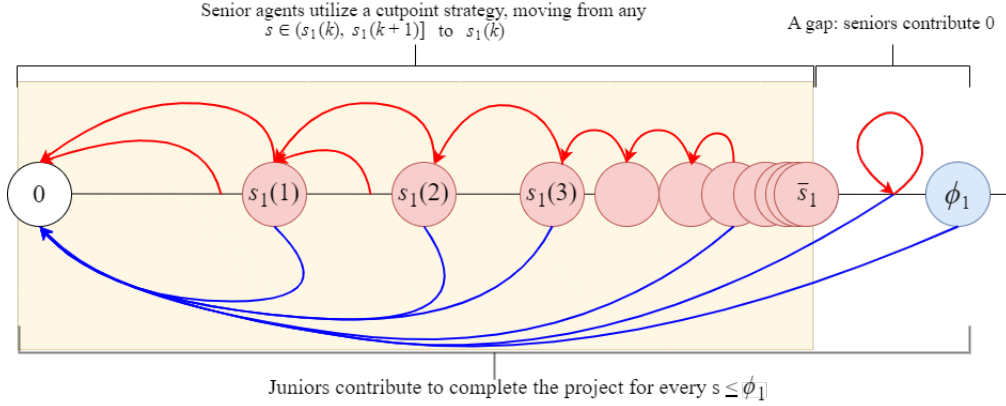 Senior agents utilize a cutpoint strategy, moving from any
s ∈ (s₁(k), s₁(k+1)] to s₁(k)
A gap: seniors contribute 0
0
s₁(1)
s₁(2)
s₁(3)
s̄₁
ϕ₁
Juniors contribute to complete the project for every s ≤ ϕ₁